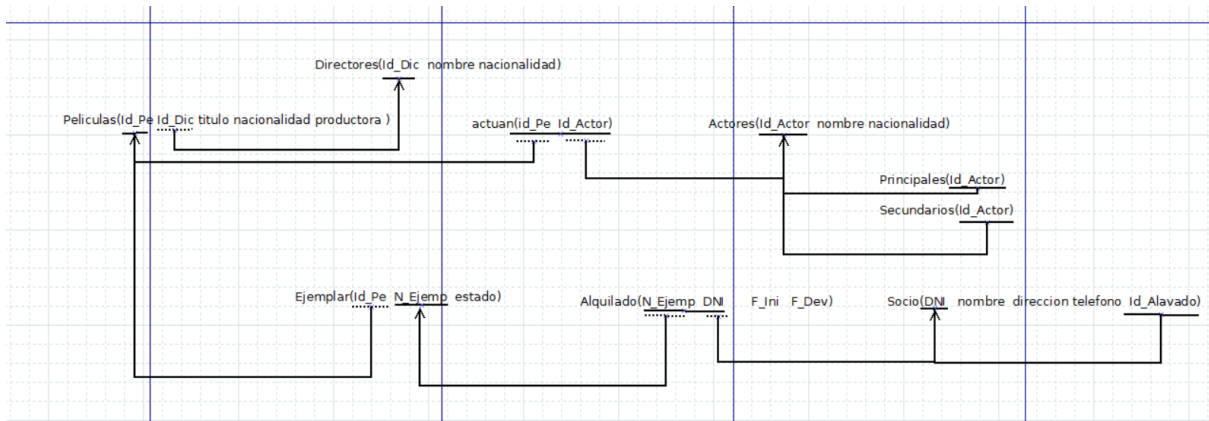 Directores(Id_Dic nombre nacionalidad)
Peliculas(Id_Pe Id_Dic titulo nacionalidad productora )
actuan(id_Pe Id_Actor)
Actores(Id_Actor nombre nacionalidad)
Principales(Id_Actor)
Secundarios(Id_Actor)
Ejemplar(Id_Pe N_Ejemp estado)
Alquilado(N_Ejemp DNI F_Ini F_Dev)
Socio(DNI nombre direccion telefono Id_Alavado)